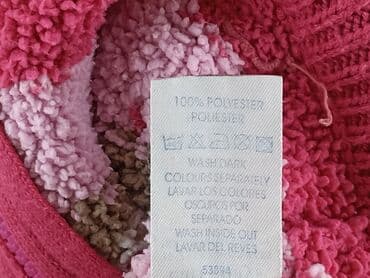 100% POLYESTER
POLIESTER
WASH DARK
COLOURS SEPARATELY
LAVAR LOS COLORES
OSCUROS POR
SEPARADO
WASH INSIDE OUT
LAVAR DEL REVES
53594